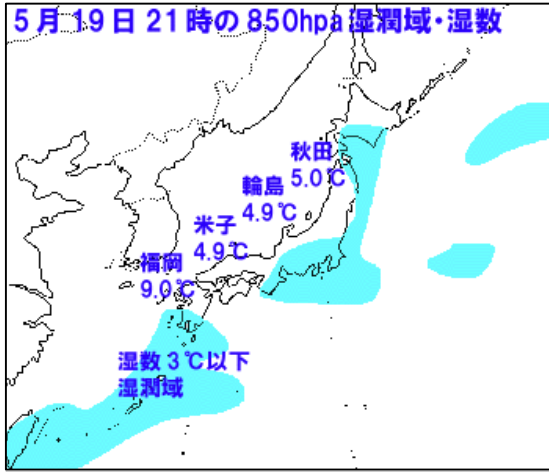 5月19日21時の850hpa湿潤域・湿数
秋田
5.0℃
輪島
4.9℃
米子
4.9℃
福岡
9.0℃
湿数3℃以下
湿潤域